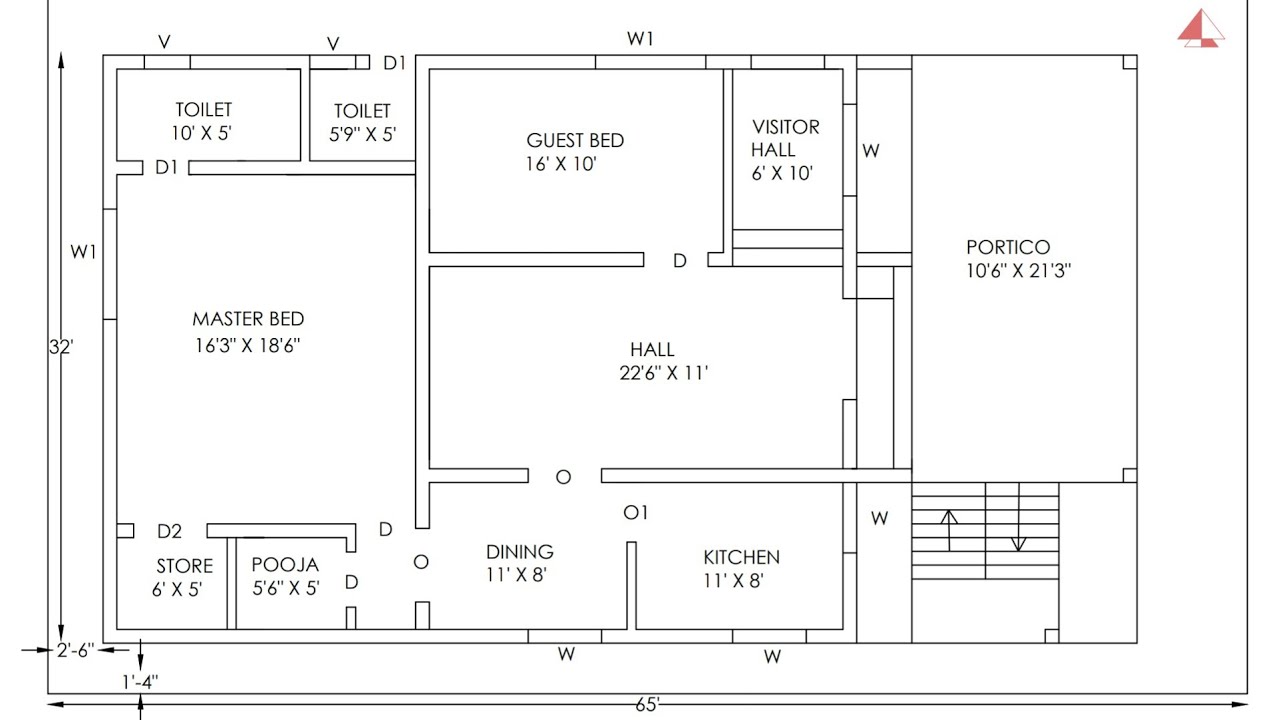 V
V
D1
W1
TOILET
10' X 5'
TOILET
5'9" X 5'
GUEST BED
16' X 10'
VISITOR
HALL
6' X 10'
W
D1
W1
D
PORTICO
10'6" X 21'3"
MASTER BED
16'3" X 18'6"
32'
HALL
22'6" X 11'
O
O1
W
D2
D
STORE
6' X 5'
POOJA
5'6" X 5'
D
O
DINING
11' X 8'
KITCHEN
11' X 8'
2'-6"
W
W
1'-4"
65'